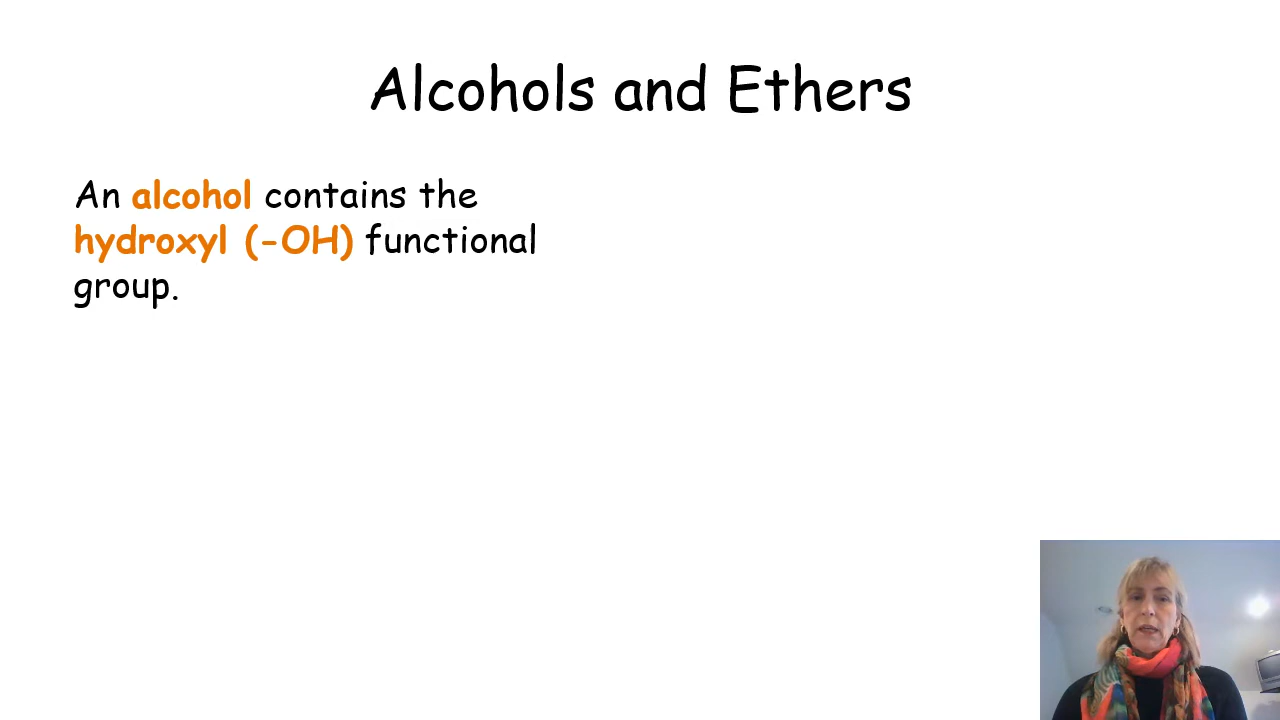 Alcohols and Ethers
An alcohol contains the
hydroxyl (-OH) functional
group.